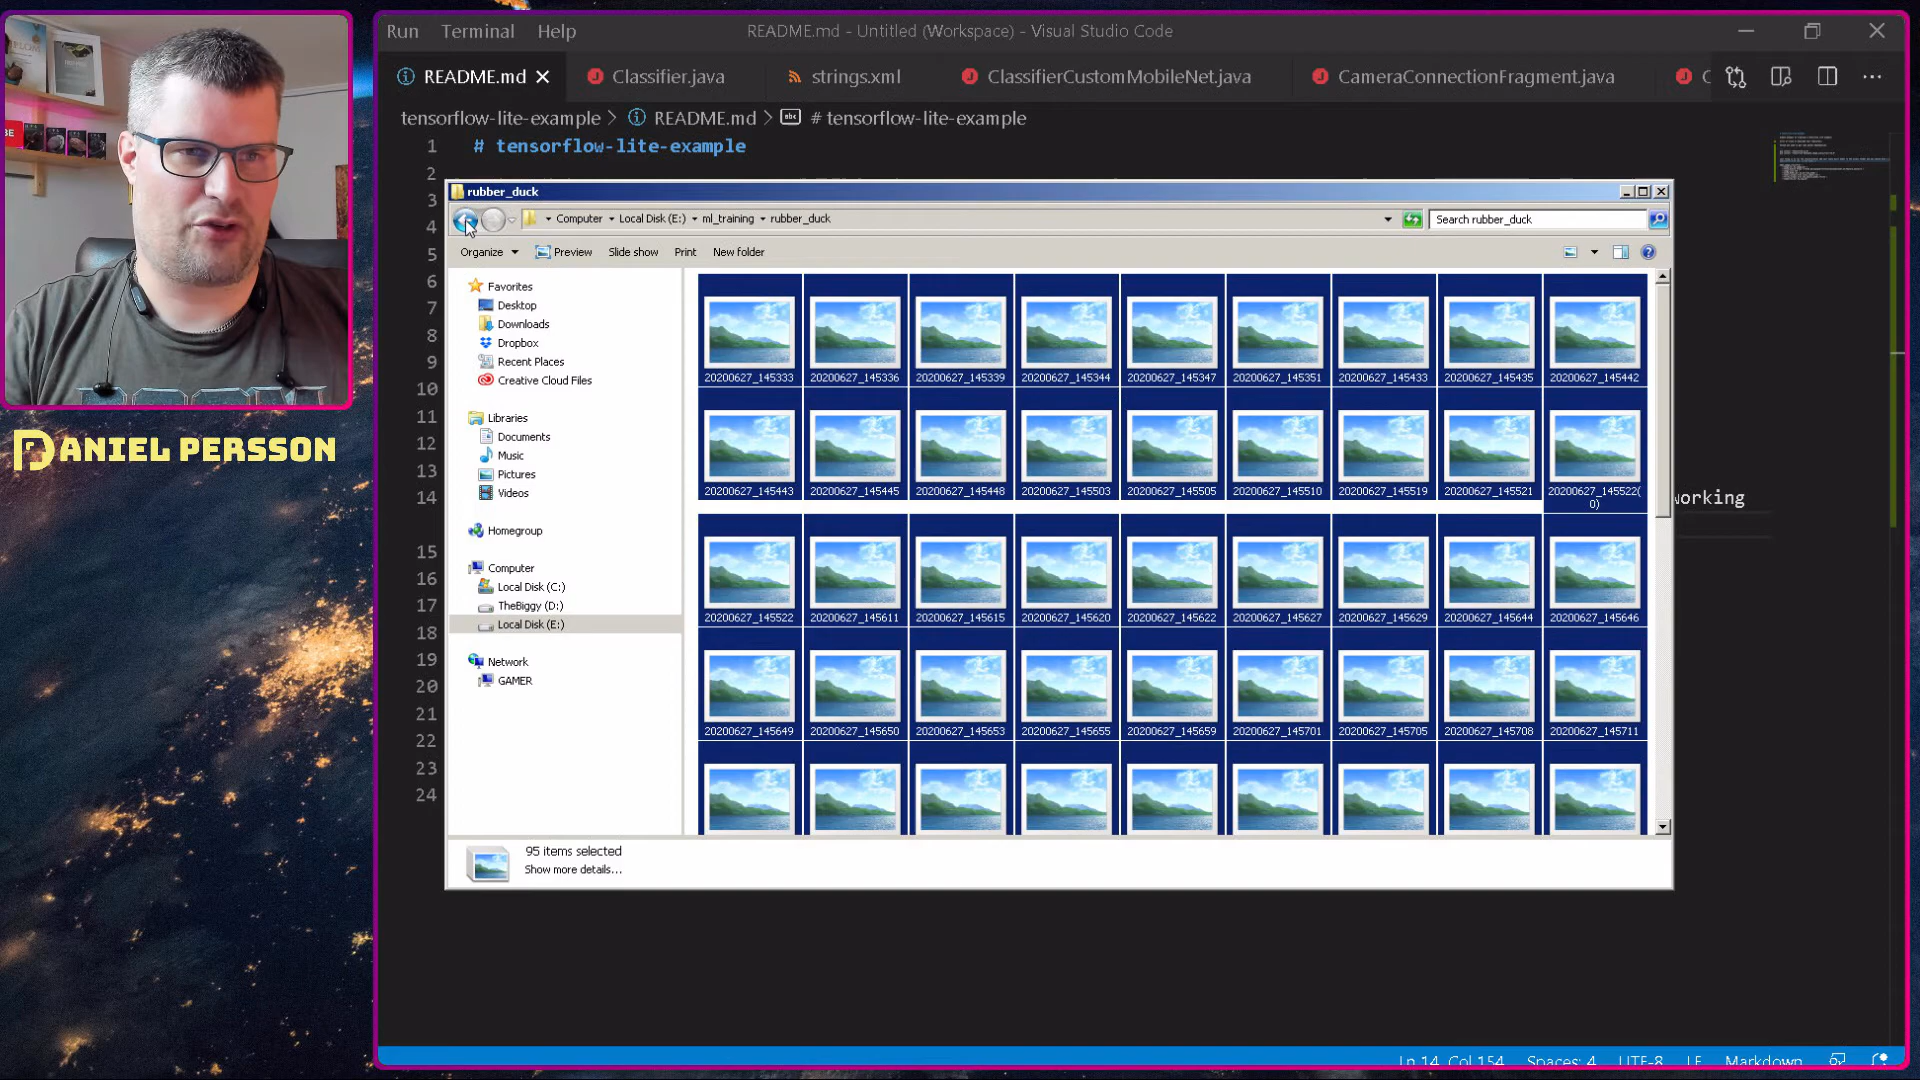 Run Terminal Help
README.md - Untitled (Workspace) - Visual Studio Code
README.md
Classifier.java
strings.xml
ClassifierCustomMobileNet.java
CameraConnectionFragment.java
tensorflow-lite-example > README.md > # tensorflow-lite-example
1 # tensorflow-lite-example
2
3
4
5
6
7
8
9
10
11
12
13
14
15
16
17
18
19
20
21
22
23
24
rubber_duck
Computer Local Disk (E:) ml_training rubber_duck
Search rubber_duck
Organize Preview Slide show Print New folder
Favorites
Desktop
Downloads
Dropbox
Recent Places
Creative Cloud Files
Libraries
Documents
Music
Pictures
Videos
Homegroup
Computer
Local Disk (C:)
TheBiggy (D:)
Local Disk (E:)
Network
GAMER
20200627_145333 20200627_145336 20200627_145339 20200627_145344 20200627_145347 20200627_145351 20200627_145433 20200627_145435 20200627_145442
20200627_145443 20200627_145445 20200627_145448 20200627_145503 20200627_145505 20200627_145510 20200627_145519 20200627_145521 20200627_145522(0)
20200627_145522 20200627_145611 20200627_145615 20200627_145620 20200627_145622 20200627_145627 20200627_145629 20200627_145644 20200627_145646
20200627_145649 20200627_145650 20200627_145653 20200627_145655 20200627_145659 20200627_145701 20200627_145705 20200627_145708 20200627_145711
95 items selected
Show more details...
Working
Ln 14, Col 154 Spaces: 4 UTF-8 LF Markdown
DANIEL PERSSON